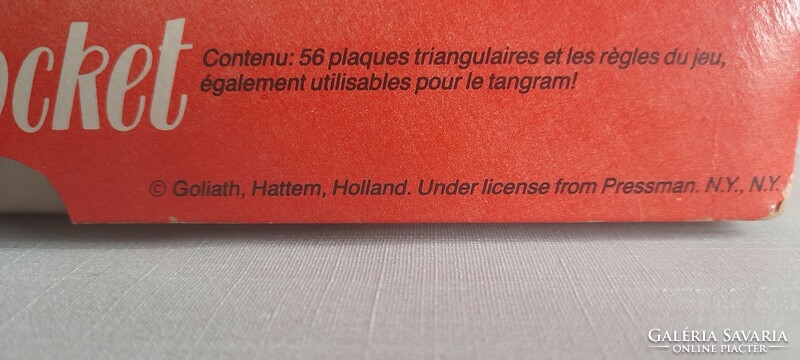 ocket
Contenu: 56 plaques triangulaires et les règles du jeu,
également utilisables pour le tangram!
© Goliath, Hattem, Holland. Under license from Pressman. N.Y., N.Y.
GALÉRIA SAVARIA
ONLINE PIACTÉR